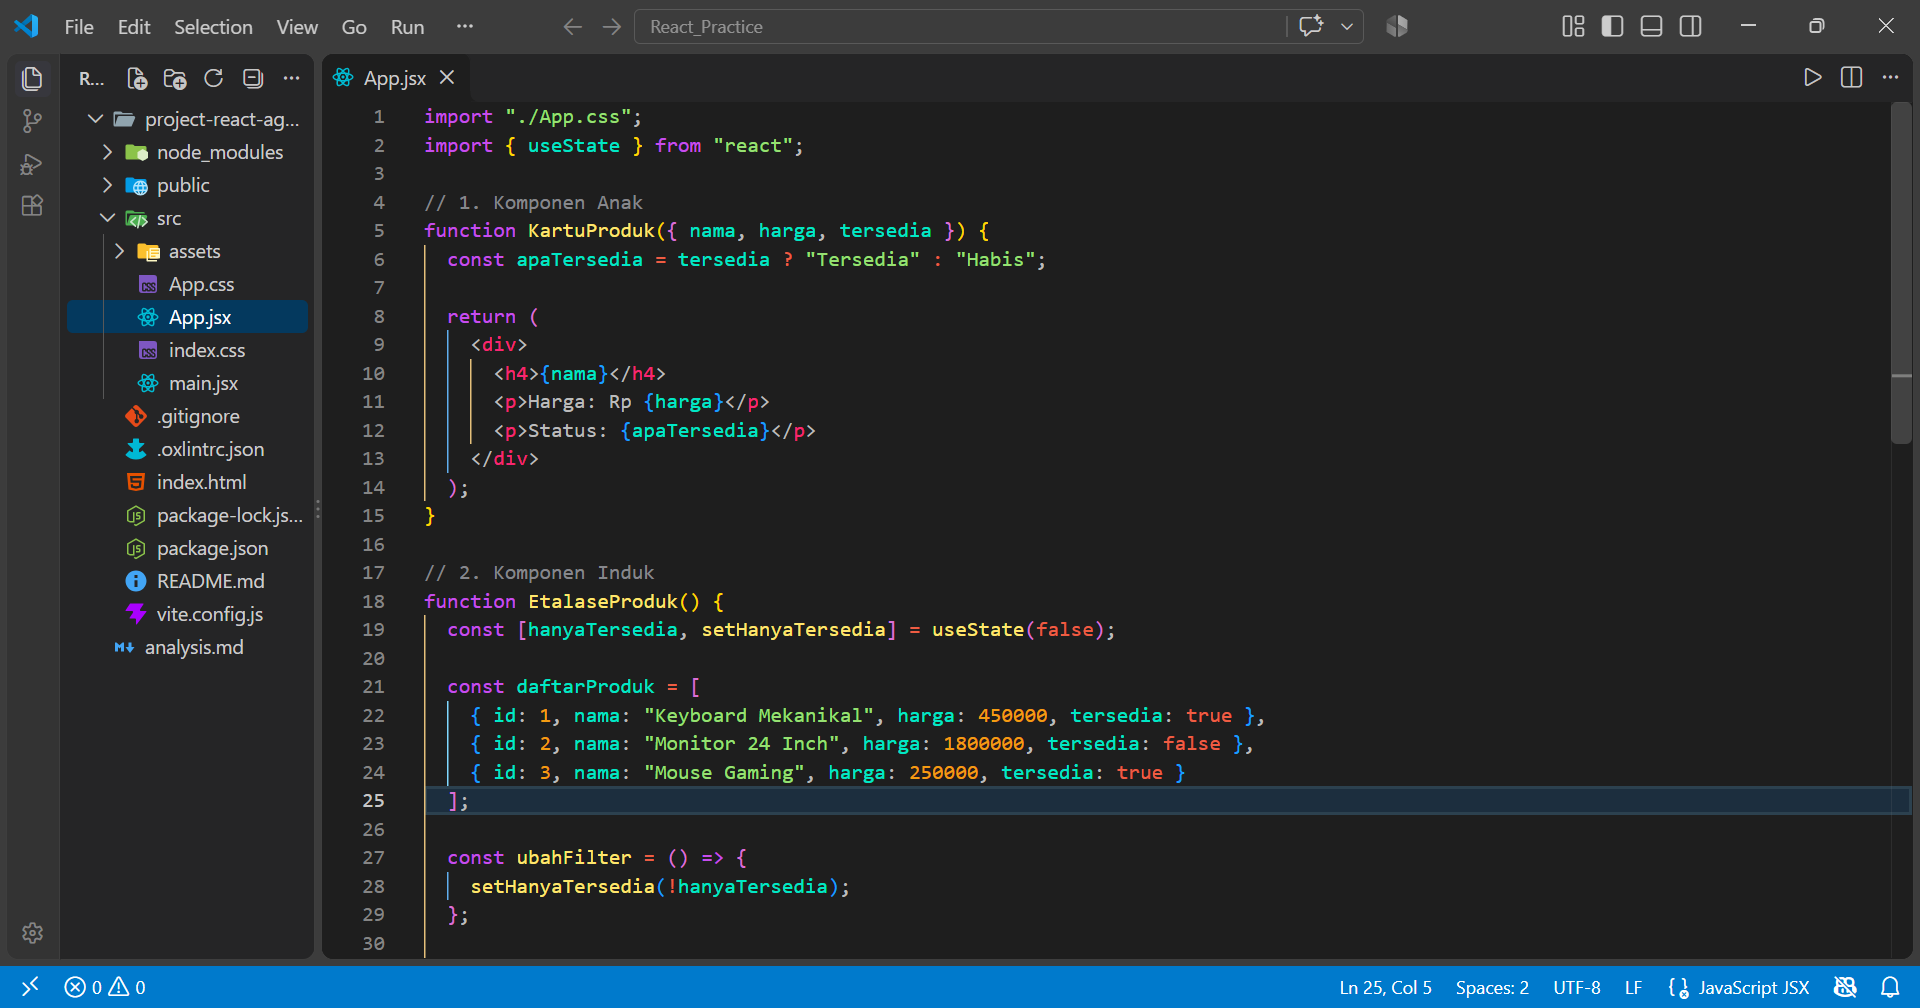 File Edit Selection View Go Run ··· React_Practice
R...
project-react-ag...
node_modules
public
src
assets
App.css
App.jsx
index.css
main.jsx
.gitignore
.oxlintrc.json
index.html
package-lock.js...
package.json
README.md
vite.config.js
analysis.md
App.jsx
1 import "./App.css";
2 import { useState } from "react";
3
4 // 1. Komponen Anak
5 function KartuProduk({ nama, harga, tersedia }) {
6 const apaTersedia = tersedia ? "Tersedia" : "Habis";
7
8 return (
9 <div>
10 <h4>{nama}</h4>
11 <p>Harga: Rp {harga}</p>
12 <p>Status: {apaTersedia}</p>
13 </div>
14 );
15 }
16
17 // 2. Komponen Induk
18 function EtalaseProduk() {
19 const [hanyaTersedia, setHanyaTersedia] = useState(false);
20
21 const daftarProduk = [
22 { id: 1, nama: "Keyboard Mekanikal", harga: 450000, tersedia: true },
23 { id: 2, nama: "Monitor 24 Inch", harga: 1800000, tersedia: false },
24 { id: 3, nama: "Mouse Gaming", harga: 250000, tersedia: true }
25 ];
26
27 const ubahFilter = () => {
28 setHanyaTersedia(!hanyaTersedia);
29 };
30
0 0 Ln 25, Col 5 Spaces: 2 UTF-8 LF JavaScript JSX